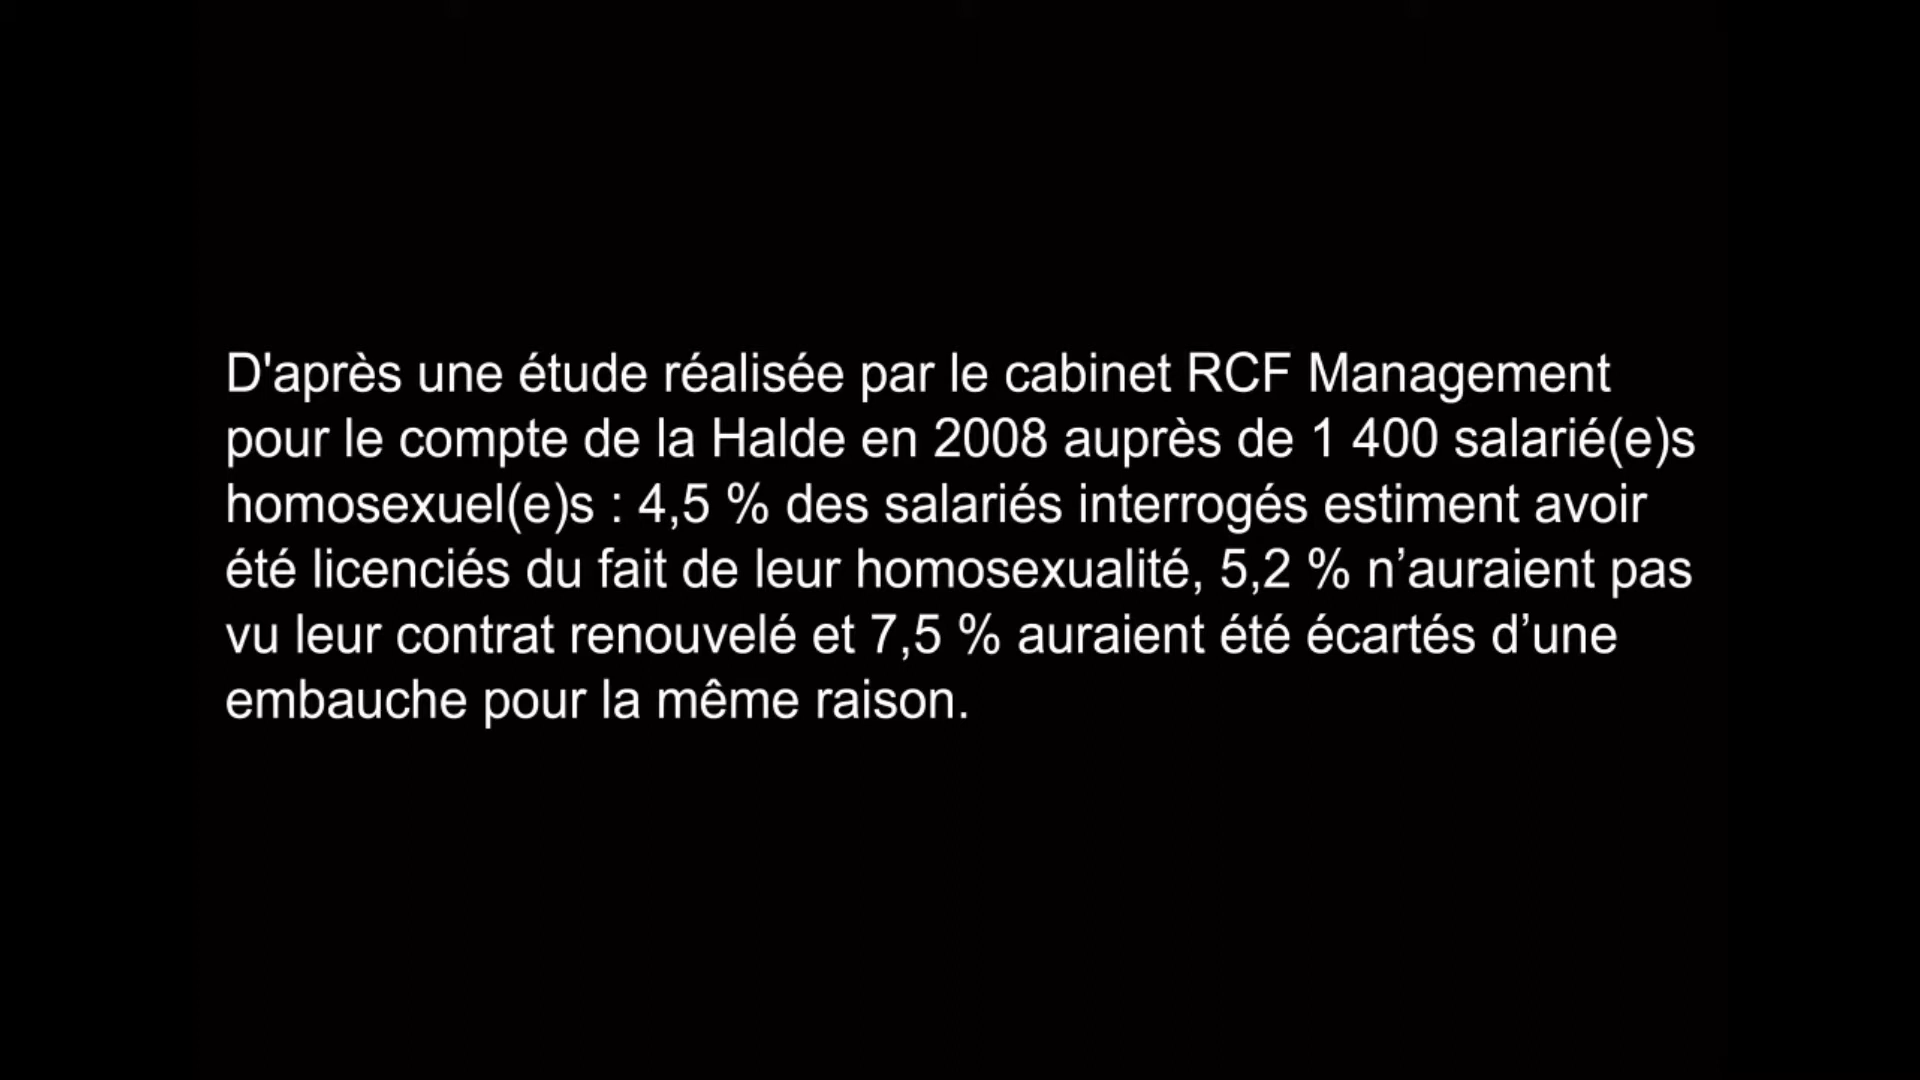 D'après une étude réalisée par le cabinet RCF Management
pour le compte de la Halde en 2008 auprès de 1 400 salarié(e)s
homosexuel(e)s : 4,5 % des salariés interrogés estiment avoir
été licenciés du fait de leur homosexualité, 5,2 % n’auraient pas
vu leur contrat renouvelé et 7,5 % auraient été écartés d’une
embauche pour la même raison.